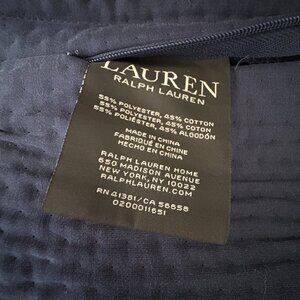 LAUREN
RALPH LAUREN
55% POLYESTER, 45% COTTON
55% POLYESTER, 45% COTON
55% POLIÉSTER, 45% ALGODÓN
MADE IN CHINA
FABRIQUÉ EN CHINE
HECHO EN CHINA
RALPH LAUREN HOME
650 MADISON AVENUE
NEW YORK, NY 10022
RALPHLAUREN.COM
RN 41381/CA 56658
0200011651